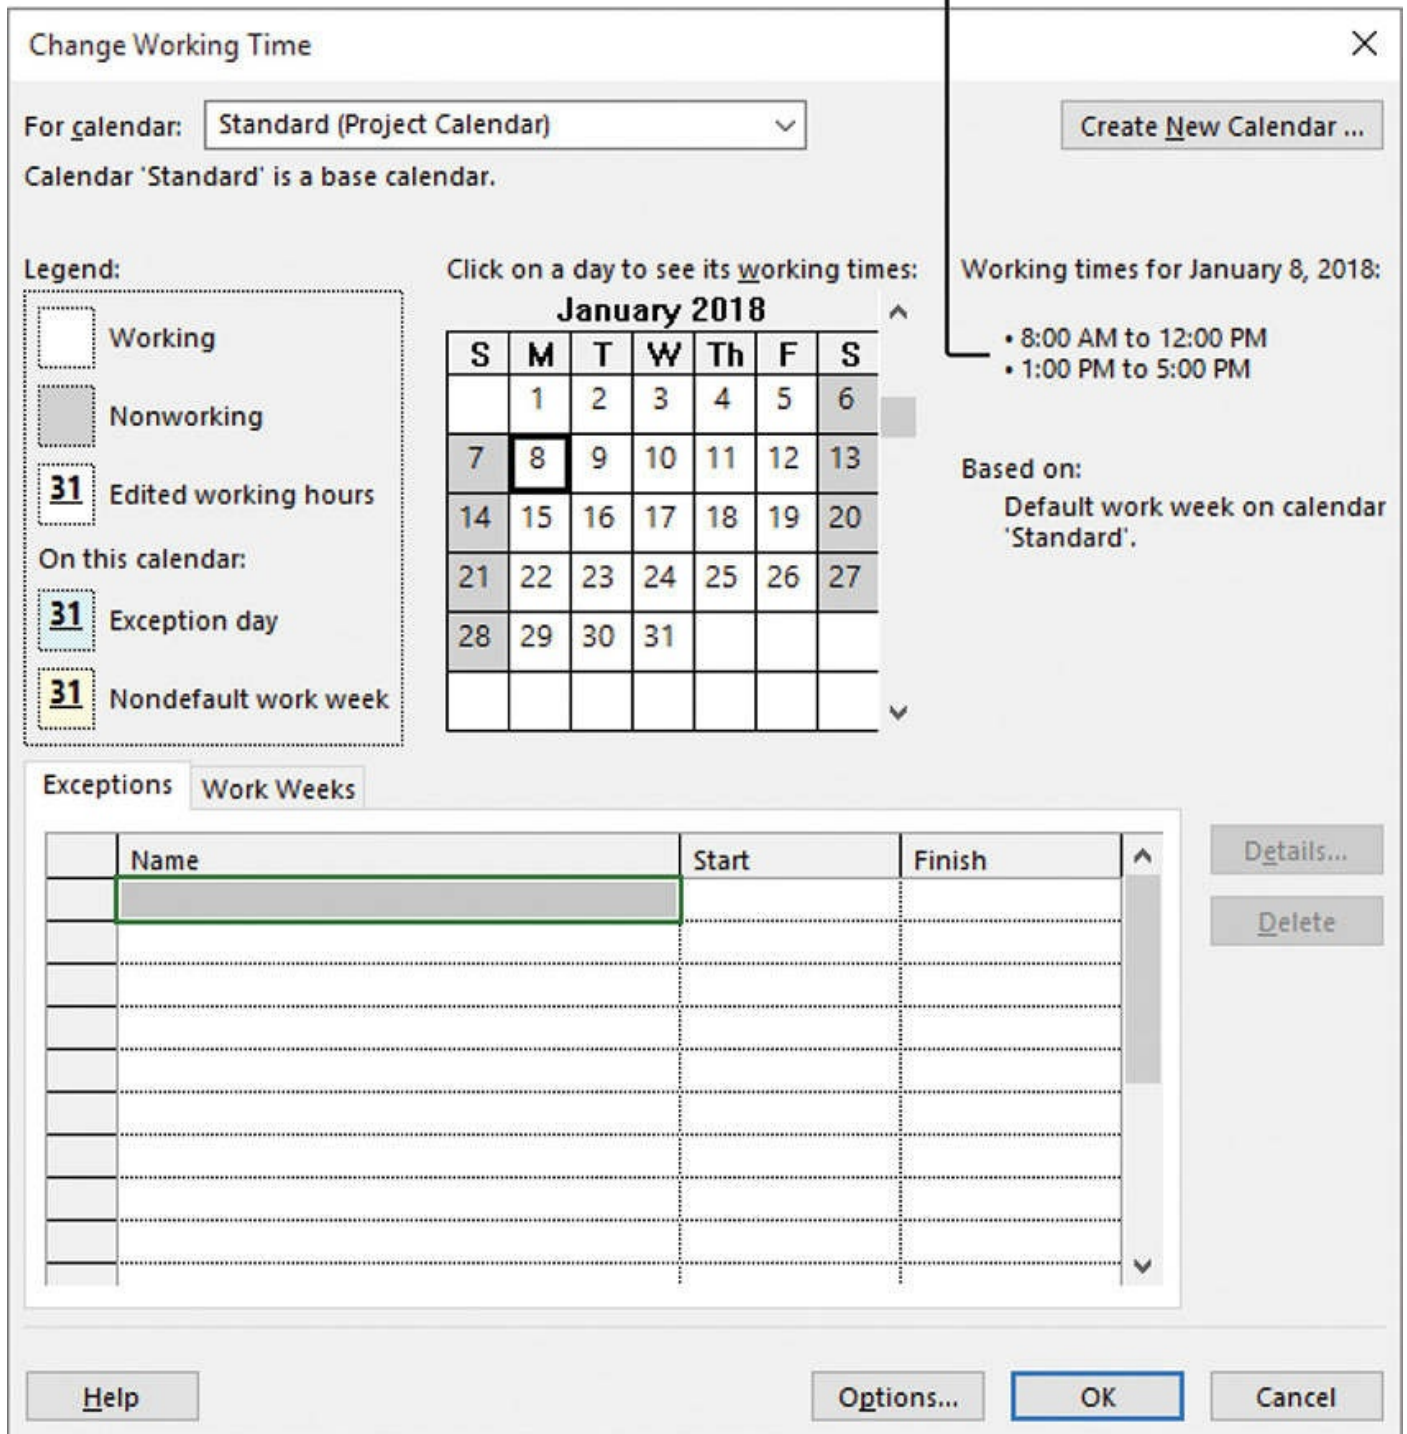 Change Working Time
For calendar: Standard (Project Calendar) Create New Calendar ...
Calendar 'Standard' is a base calendar.
Legend:
Working
Nonworking
31 Edited working hours
On this calendar:
31 Exception day
31 Nondefault work week
Click on a day to see its working times:
January 2018
S M T W Th F S
1 2 3 4 5 6
7 8 9 10 11 12 13
14 15 16 17 18 19 20
21 22 23 24 25 26 27
28 29 30 31
Working times for January 8, 2018:
• 8:00 AM to 12:00 PM
• 1:00 PM to 5:00 PM
Based on:
Default work week on calendar
'Standard'.
Exceptions Work Weeks
Name Start Finish
Details...
Delete
Help Options... OK Cancel